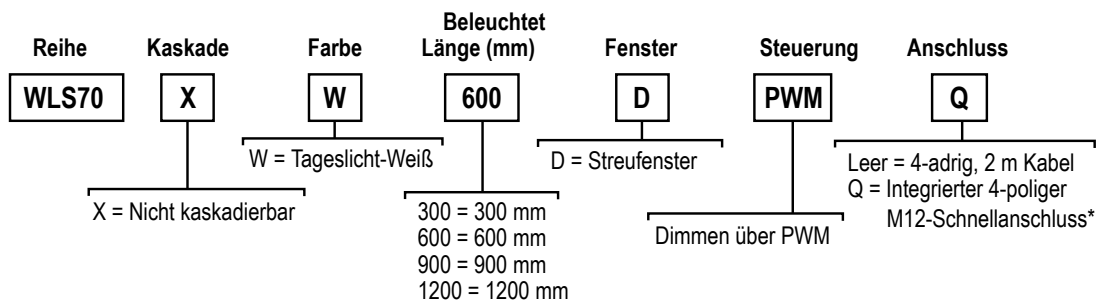 Beleuchtet
Reihe Kaskade Farbe Länge (mm) Fenster Steuerung Anschluss
WLS70 X W 600 D PWM Q
W = Tageslicht-Weiß
D = Streufenster
Leer = 4-adrig, 2 m Kabel
Q = Integrierter 4-poliger
M12-Schnellanschluss*
X = Nicht kaskadierbar
300 = 300 mm
600 = 600 mm
900 = 900 mm
1200 = 1200 mm
Dimmen über PWM